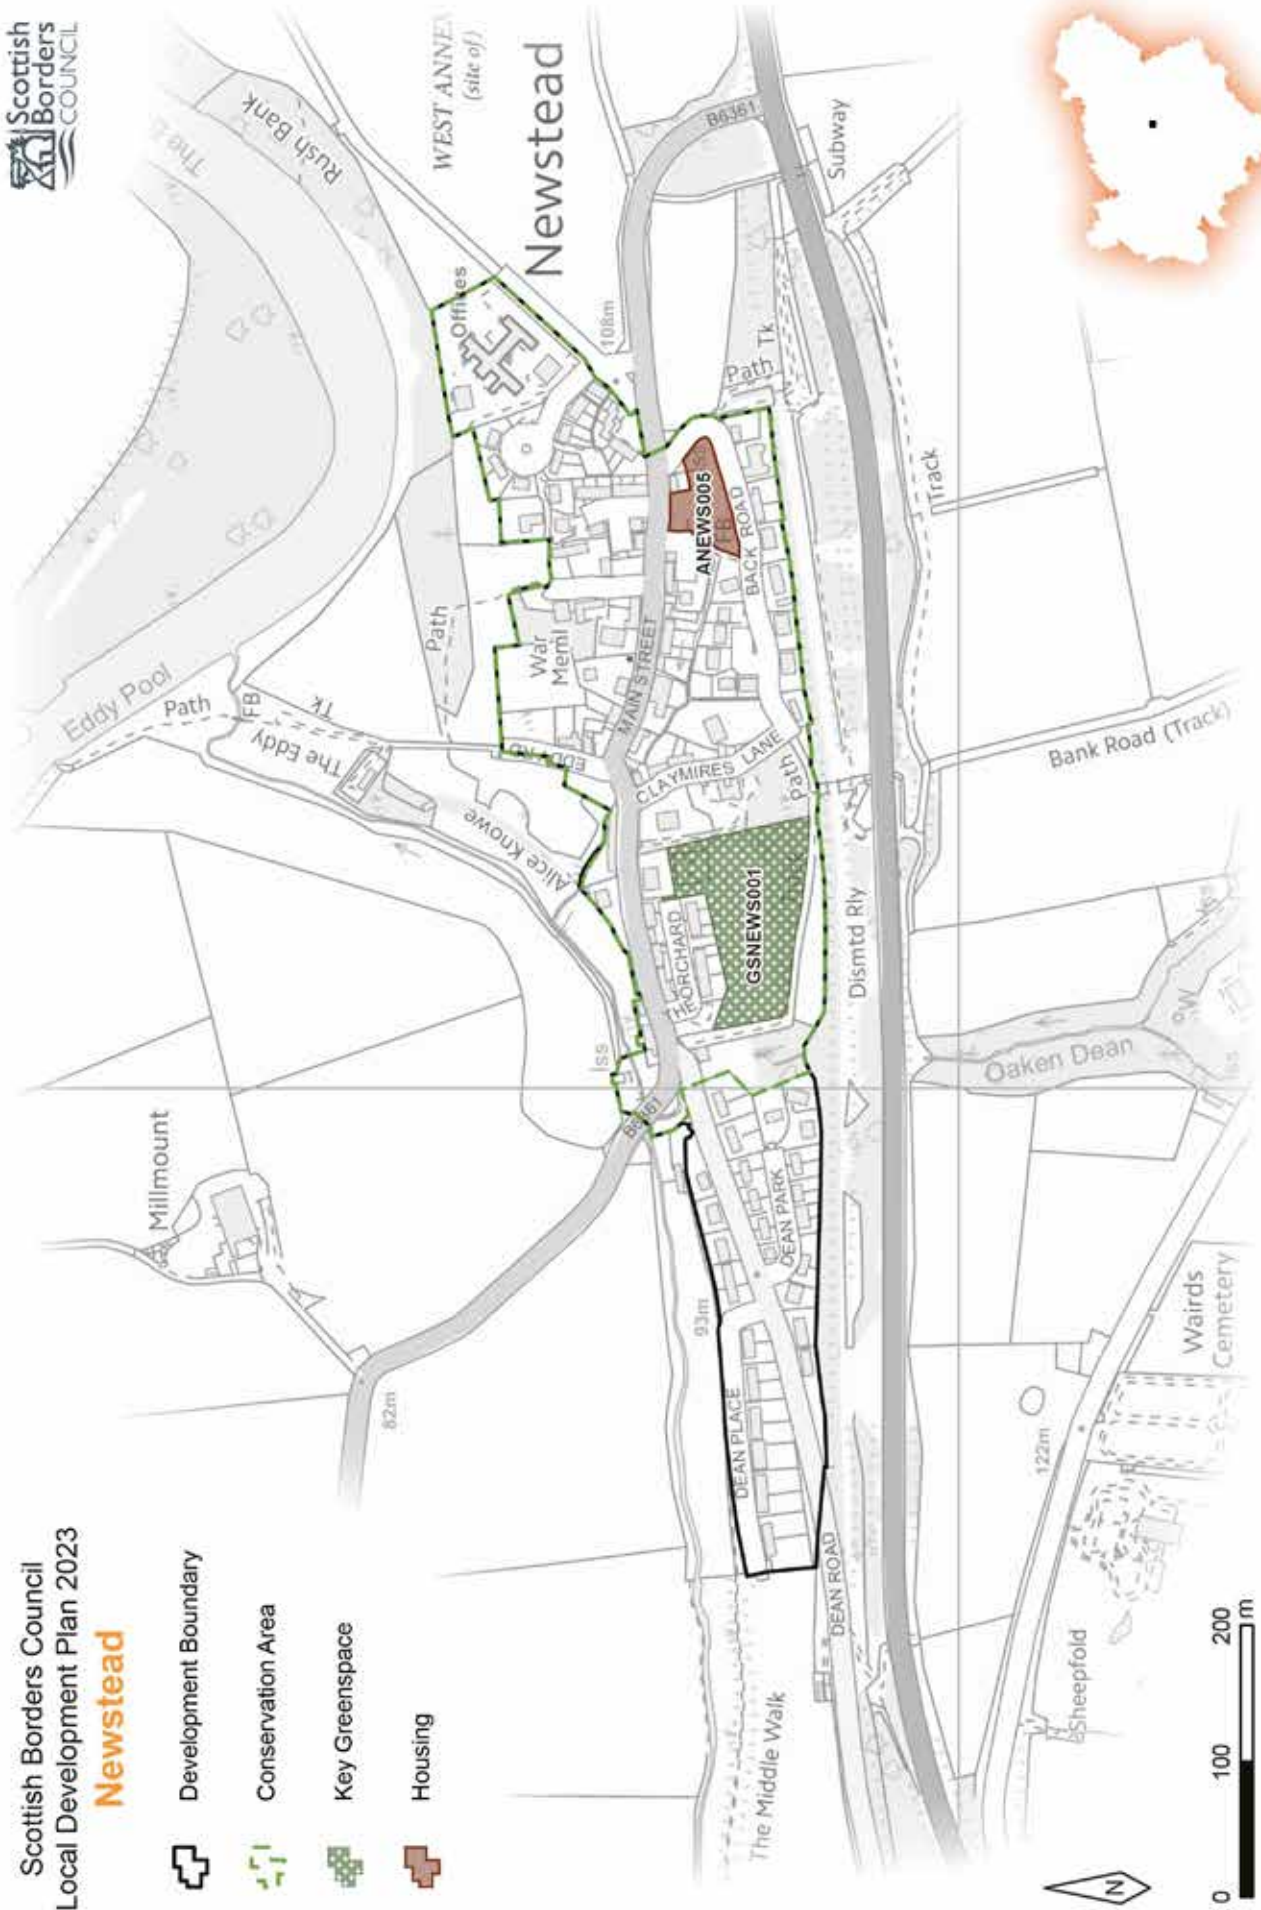 Scottish Borders Council
Local Development Plan 2023
Newstead
Development Boundary
Conservation Area
Key Greenspace
Housing
Scottish
Borders
COUNCIL
Millmount
82m
93m
B6361
Iss
Alice Knowe
The Eddy
Path
FB
Tk
Eddy Pool
Path
Rush Bank
WEST ANNEX
(site of)
Newstead
Offices
108m
B6361
Subway
War
Meml
MAIN STREET
CLAYMIRES LANE
BACK ROAD
FB
ANEWS005
Path
Tk
Track
THE ORCHARD
GSNEWS001
Path
Dismtd Rly
Bank Road (Track)
Oaken Dean
Iss
DEAN PARK
DEAN PLACE
DEAN ROAD
The Middle Walk
Sheepfold
122m
Wairds
Cemetery
N
0 100 200
m